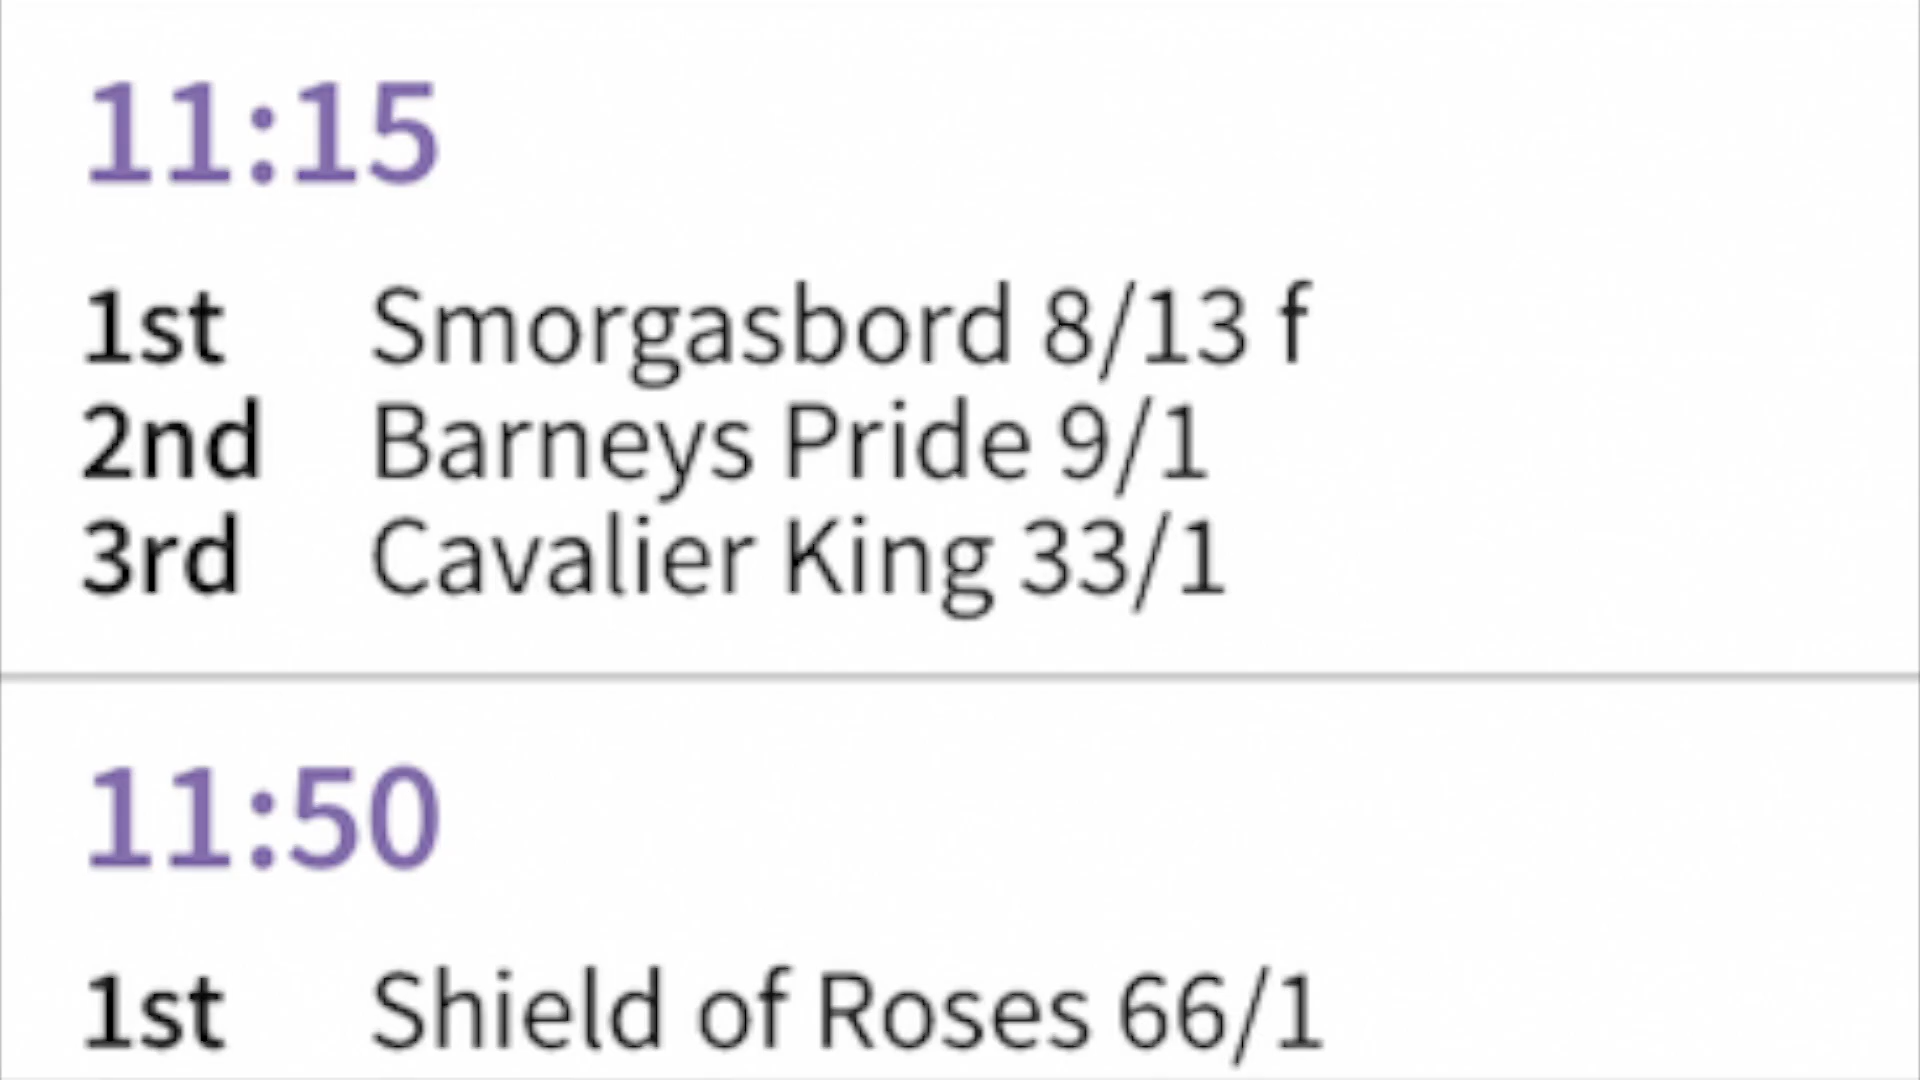 11:15
1st Smorgasbord 8/13 f
2nd Barneys Pride 9/1
3rd Cavalier King 33/1
11:50
1st Shield of Roses 66/1